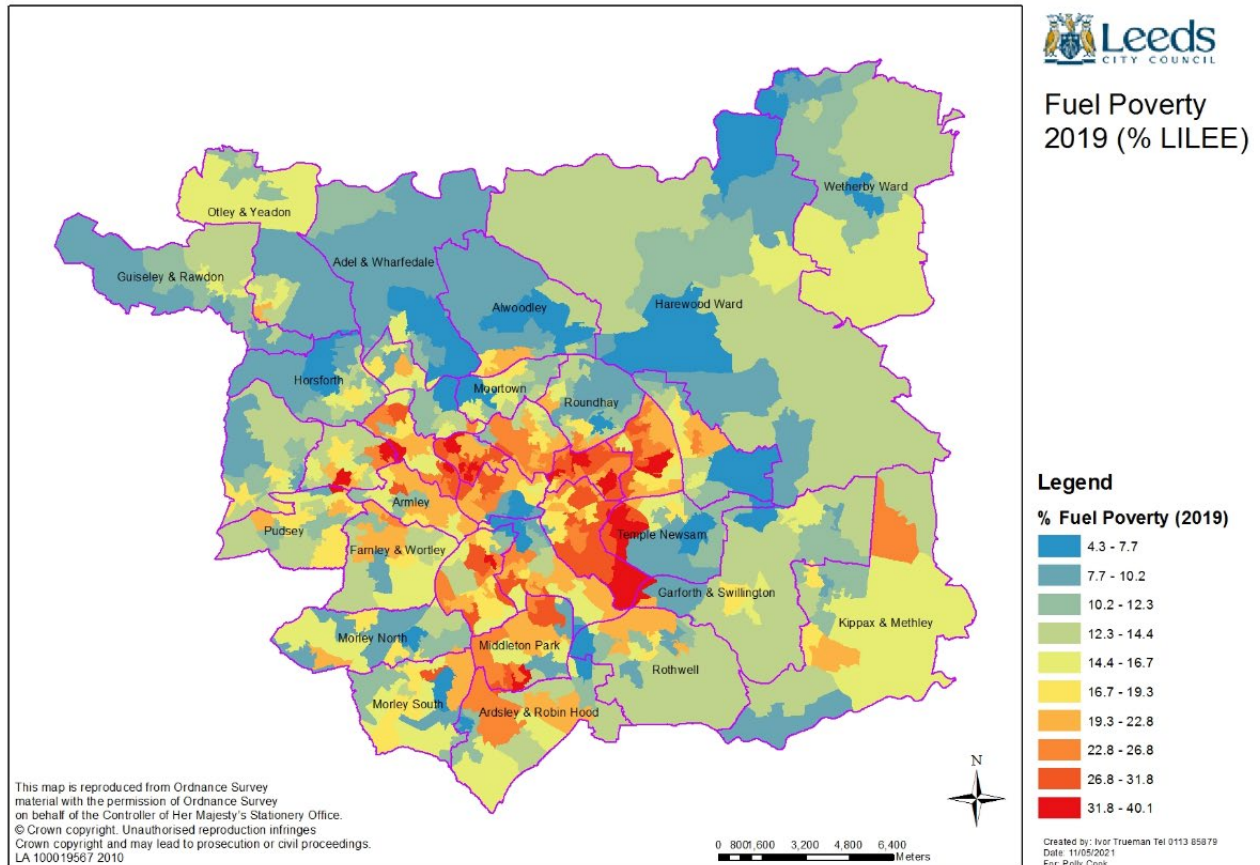 Leeds
CITY COUNCIL
Fuel Poverty
2019 (% LILEE)
Wetherby Ward
Otley & Yeadon
Guiseley & Rawdon
Adel & Wharfedale
Alwoodley
Harewood Ward
Horsforth
Moortown
Roundhay
Armley
Pudsey
Farnley & Wortley
Temple Newsam
Garforth & Swillington
Kippax & Methley
Morley North
Middleton Park
Rothwell
Morley South
Ardsley & Robin Hood
Legend
% Fuel Poverty (2019)
4.3 - 7.7
7.7 - 10.2
10.2 - 12.3
12.3 - 14.4
14.4 - 16.7
16.7 - 19.3
19.3 - 22.8
22.8 - 26.8
26.8 - 31.8
31.8 - 40.1
N
This map is reproduced from Ordnance Survey
material with the permission of Ordnance Survey
on behalf of the Controller of Her Majesty's Stationery Office.
© Crown copyright. Unauthorised reproduction infringes
Crown copyright and may lead to prosecution or civil proceedings.
LA 100019567 2010
0 800 1,600 3,200 4,800 6,400
Meters
Created by: Ivor Trueman Tel 0113 85879
Date: 11/05/2021
For: Polly Cook